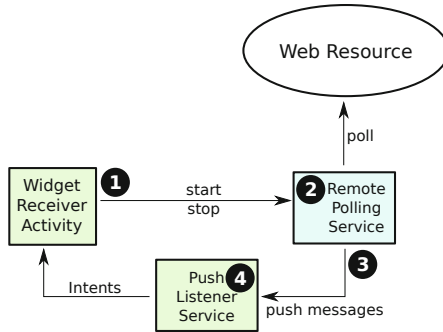 Web Resource
poll
1
Widget
Receiver
Activity
start
stop
2
Remote
Polling
Service
3
4
Push
Listener
Service
Intents
push messages